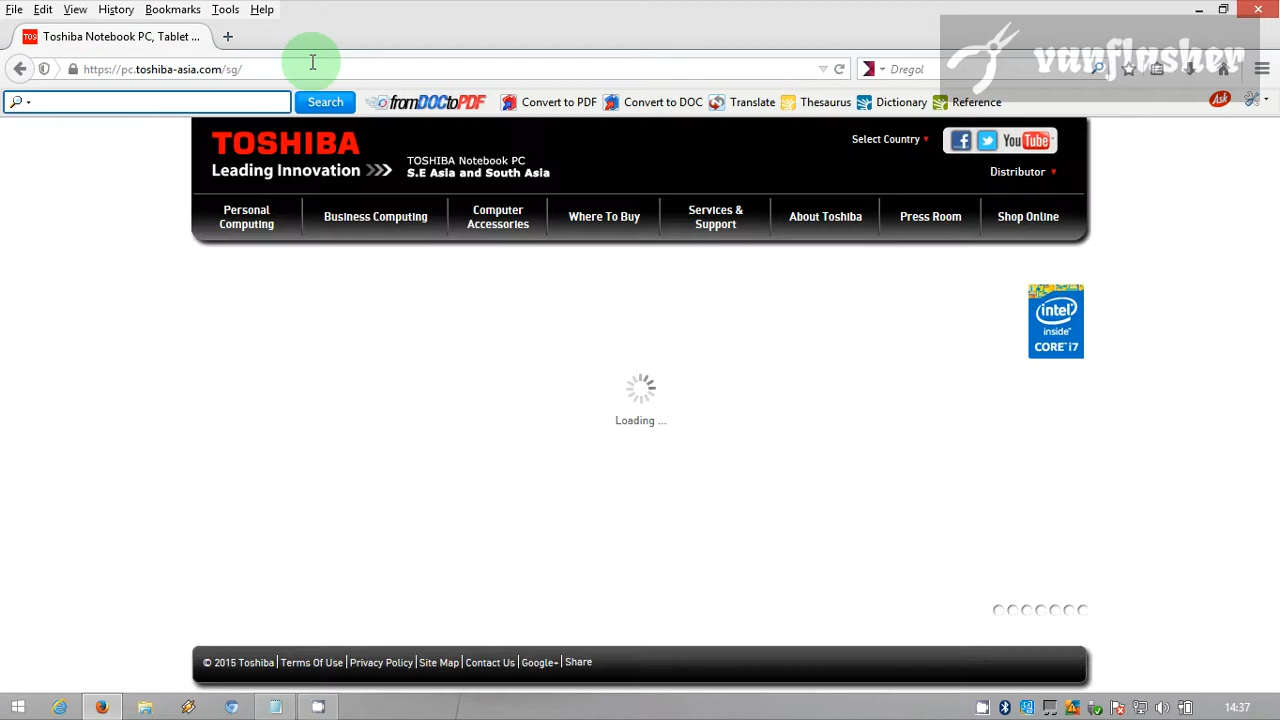 File Edit View History Bookmarks Tools Help
TOS Toshiba Notebook PC, Tablet ... +
https://pc.toshiba-asia.com/sg/ Dregol
vanflasher
Search fromDOCtoPDF Convert to PDF Convert to DOC Translate Thesaurus Dictionary Reference Ask
TOSHIBA
Leading Innovation >>>
TOSHIBA Notebook PC
S.E Asia and South Asia
Select Country
You Tube
Distributor
Personal Computing
Business Computing
Computer Accessories
Where To Buy
Services & Support
About Toshiba
Press Room
Shop Online
intel
inside™
CORE™ i7
Loading ...
© 2015 Toshiba | Terms Of Use | Privacy Policy | Site Map | Contact Us | Google+ | Share
14:37